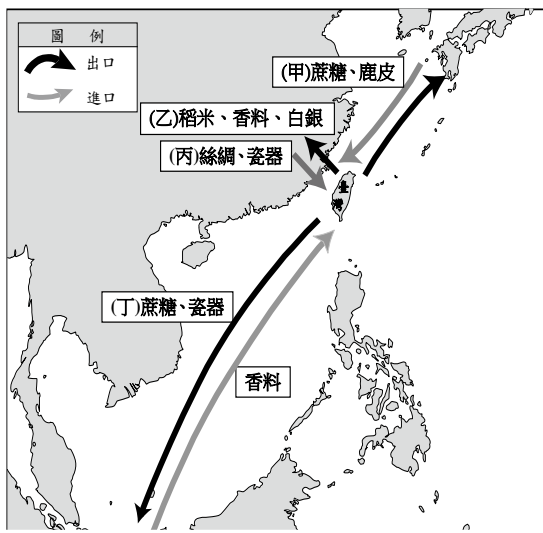 圖 例
出口
進口
(甲)蔗糖、鹿皮
(乙)稻米、香料、白銀
(丙)絲綢、瓷器
臺灣
(丁)蔗糖、瓷器
香料